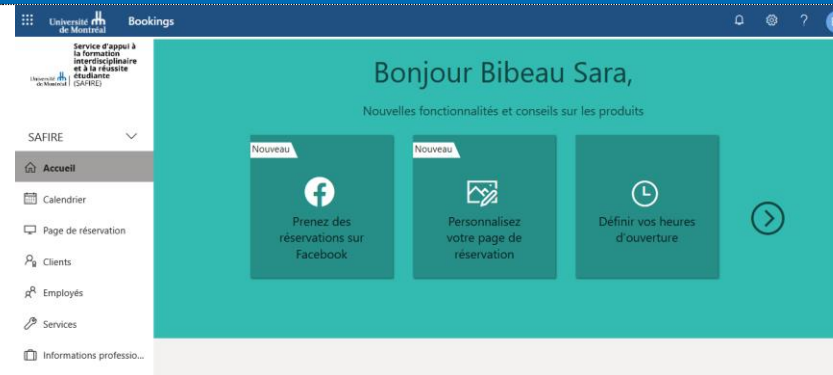 Université de Montréal
Bookings
?
Service d'appui à
la formation
interdisciplinaire
et à la réussite
étudiante
(SAFIRE)
Université de Montréal
SAFIRE
Accueil
Calendrier
Page de réservation
Clients
Employés
Services
Informations professio...
Bonjour Bibeau Sara,
Nouvelles fonctionnalités et conseils sur les produits
Nouveau
Prenez des
réservations sur
Facebook
Nouveau
Personnalisez
votre page de
réservation
Définir vos heures
d'ouverture